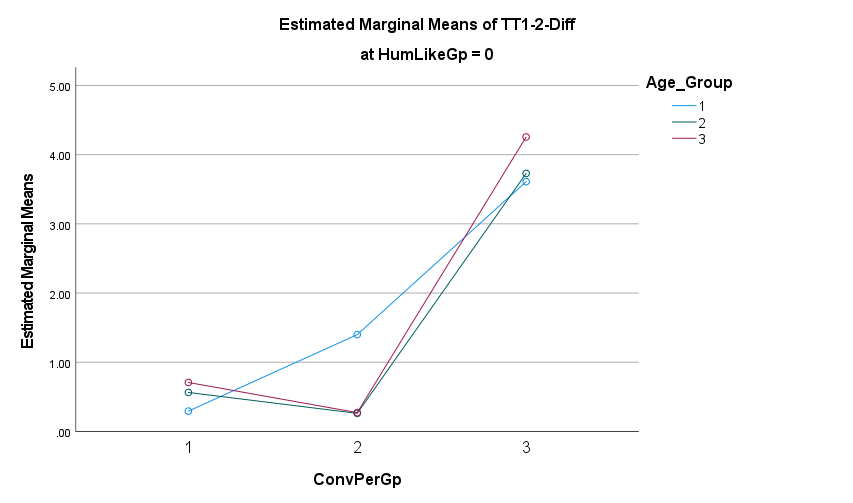 Estimated Marginal Means of TT1-2-Diff
at HumLikeGp = 0
Age_Group
1
2
3
Estimated Marginal Means
5.00
4.00
3.00
2.00
1.00
.00
1
2
3
ConvPerGp